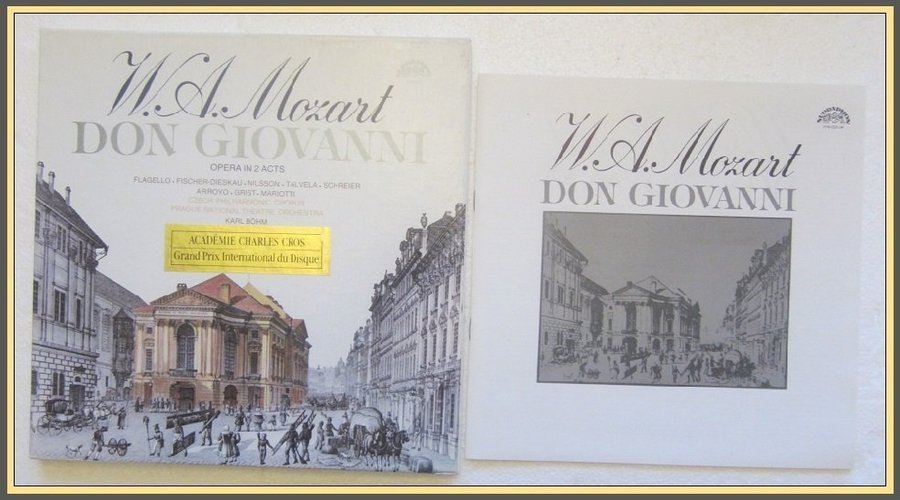 W.A.Mozart
DON GIOVANNI
OPERA IN 2 ACTS
FLAGELLO · FISCHER-DIESKAU · NILSSON · TALVELA · SCHREIER
ARROYO · GRIST · MARIOTTI
CZECH PHILHARMONIC CHORUS
PRAGUE NATIONAL THEATRE ORCHESTRA
KARL BÖHM
ACADÉMIE CHARLES CROS
Grand Prix International du Disque
W.A.Mozart
DON GIOVANNI
SUPRAPHON